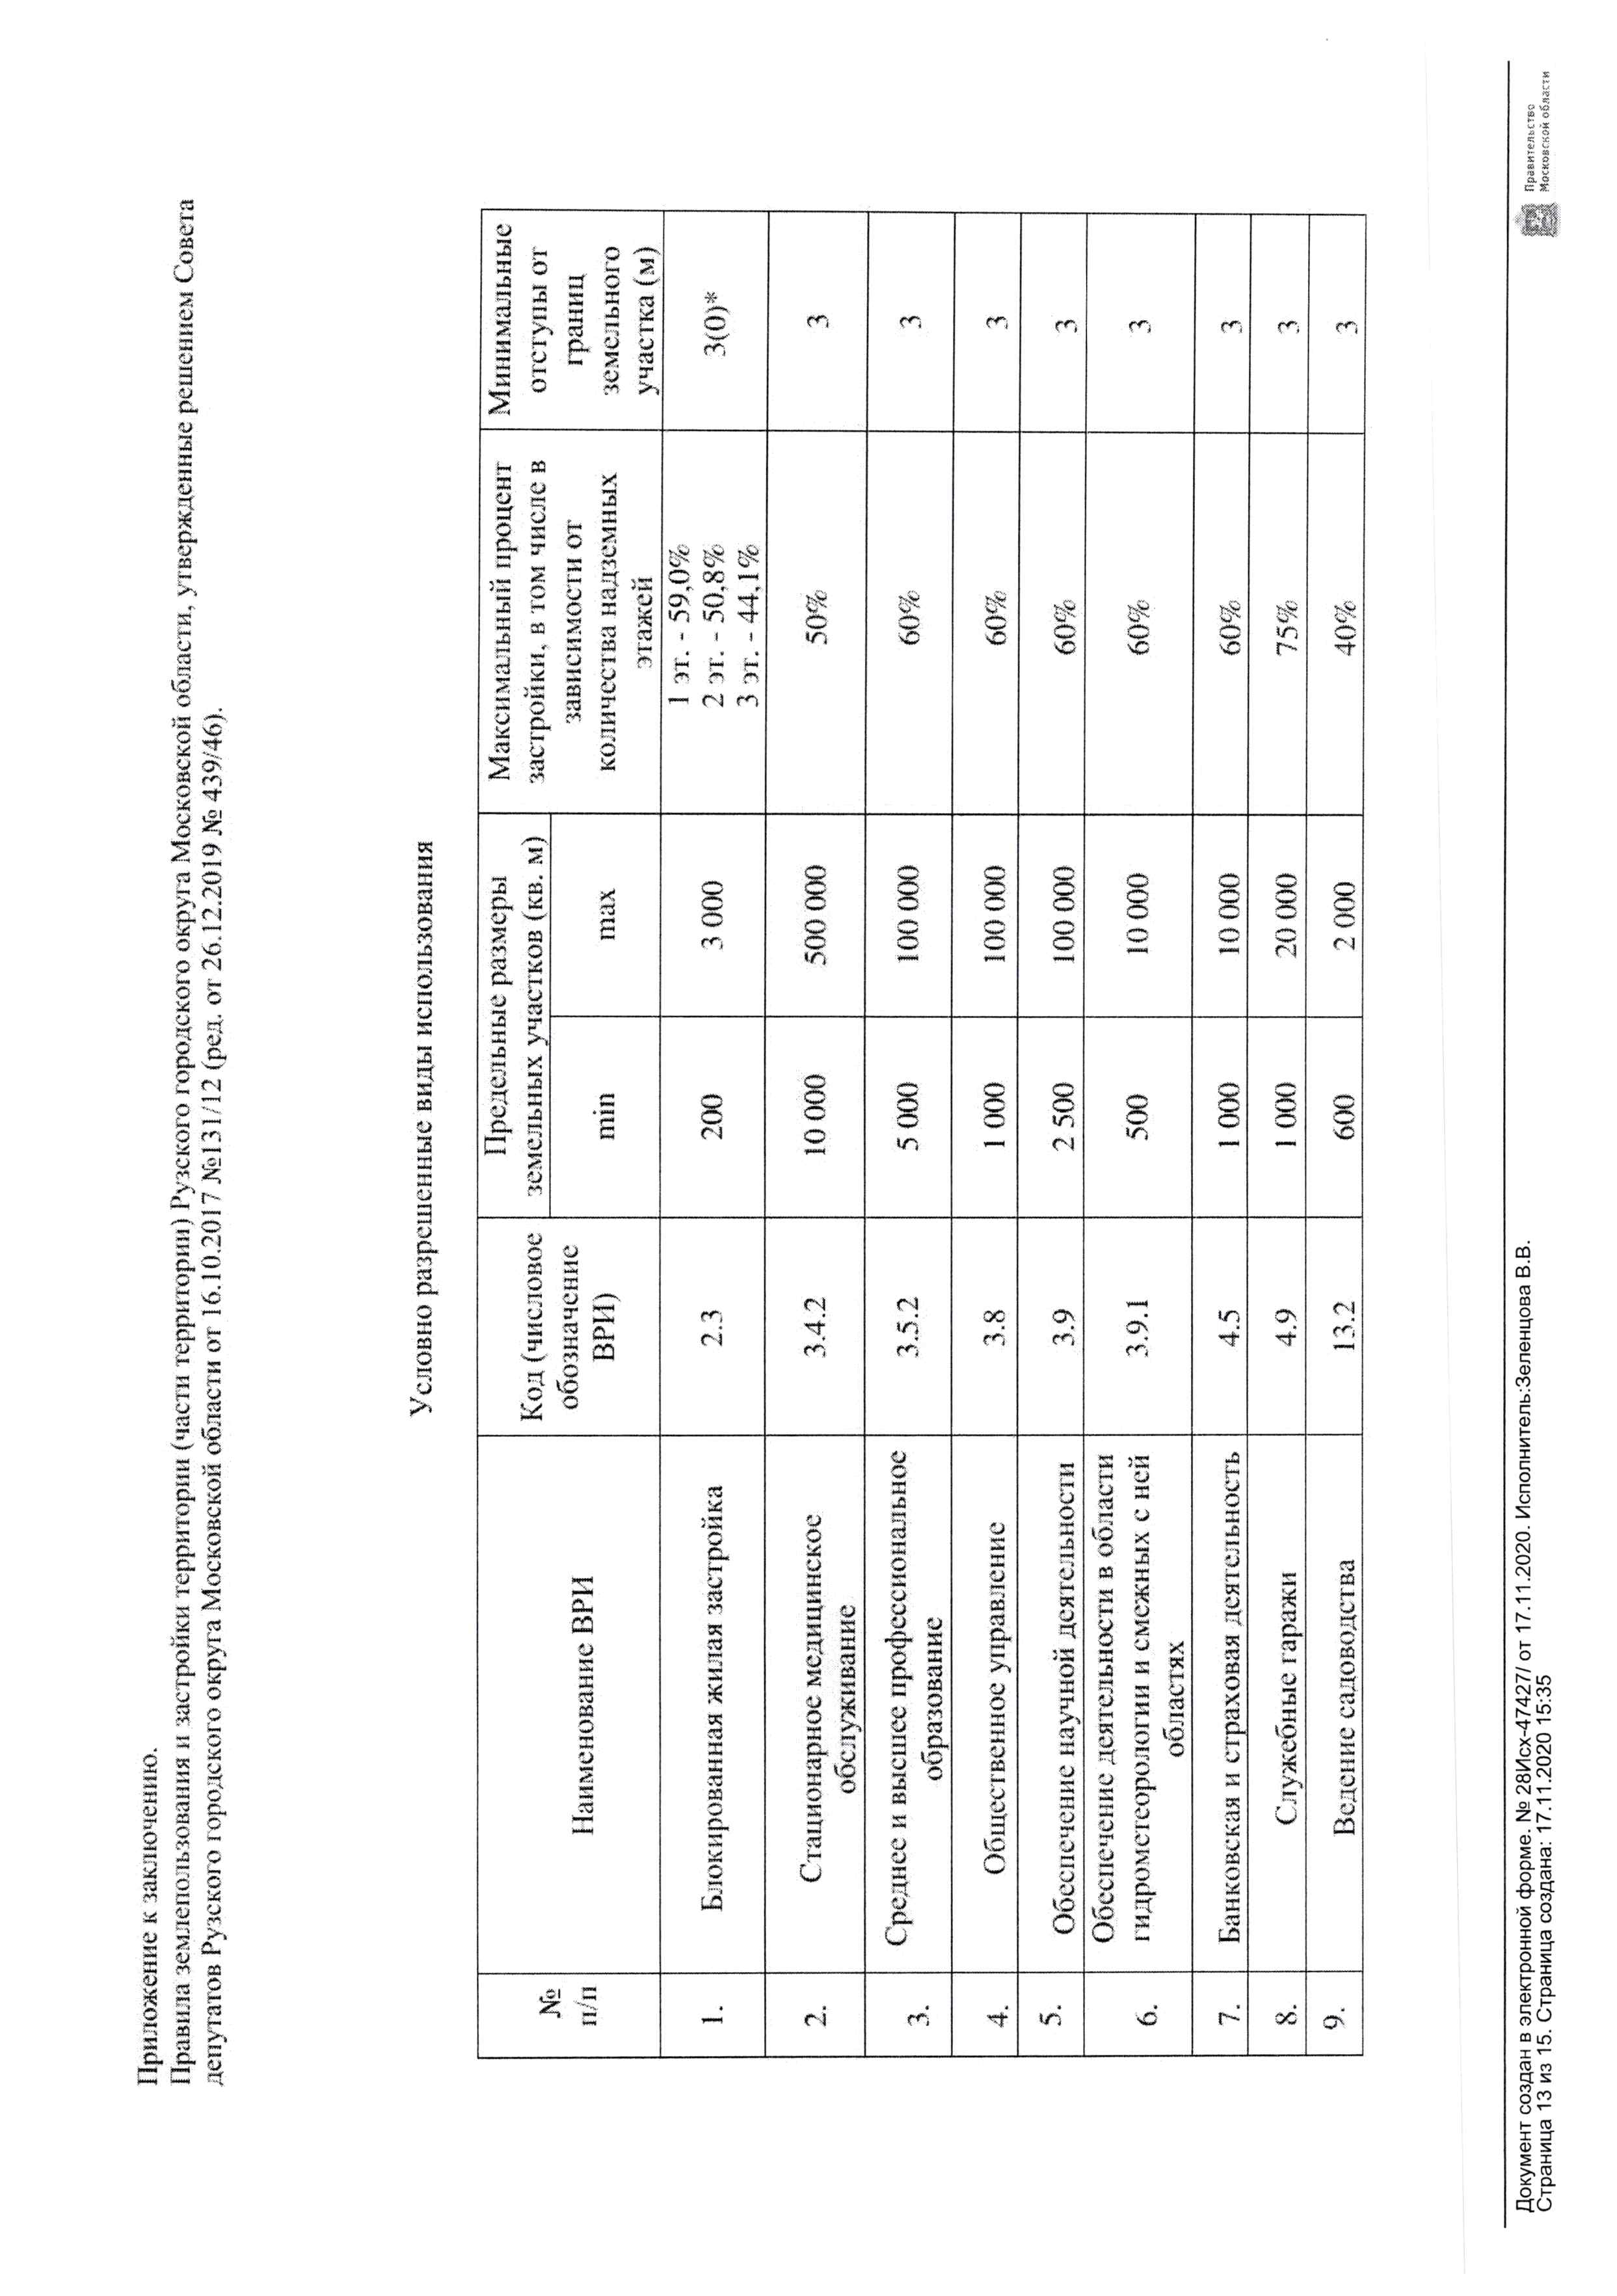 Приложение к заключению.
Правила землепользования и застройки территории (части территории) Рузского городского округа Московской области, утвержденные решением Совета
депутатов Рузского городского округа Московской области от 16.10.2017 №131/12 (ред. от 26.12.2019 № 439/46).
Условно разрешенные виды использования
№
п/п
Наименование ВРИ
Код (числовое
обозначение
ВРИ)
Предельные размеры
земельных участков (кв. м)
min
max
Максимальный процент
застройки, в том числе в
зависимости от
количества надземных
этажей
Минимальные
отступы от
границ
земельного
участка (м)
1. Блокированная жилая застройка 2.3 200 3 000
1 эт. - 59,0%
2 эт. - 50,8%
3 эт. - 44,1%
3(0)*
2. Стационарное медицинское
обслуживание
3.4.2 10 000 500 000 50% 3
3. Среднее и высшее профессиональное
образование
3.5.2 5 000 100 000 60% 3
4. Общественное управление 3.8 1 000 100 000 60% 3
5. Обеспечение научной деятельности 3.9 2 500 100 000 60% 3
6. Обеспечение деятельности в области
гидрометеорологии и смежных с ней
областях
3.9.1 500 10 000 60% 3
7. Банковская и страховая деятельность 4.5 1 000 10 000 60% 3
8. Служебные гаражи 4.9 1 000 20 000 75% 3
9. Ведение садоводства 13.2 600 2 000 40% 3
Документ создан в электронной форме. № 28Исх-47427/ от 17.11.2020. Исполнитель:Зеленцова В.В.
Страница 13 из 15. Страница создана: 17.11.2020 15:35
Правительство
Московской области